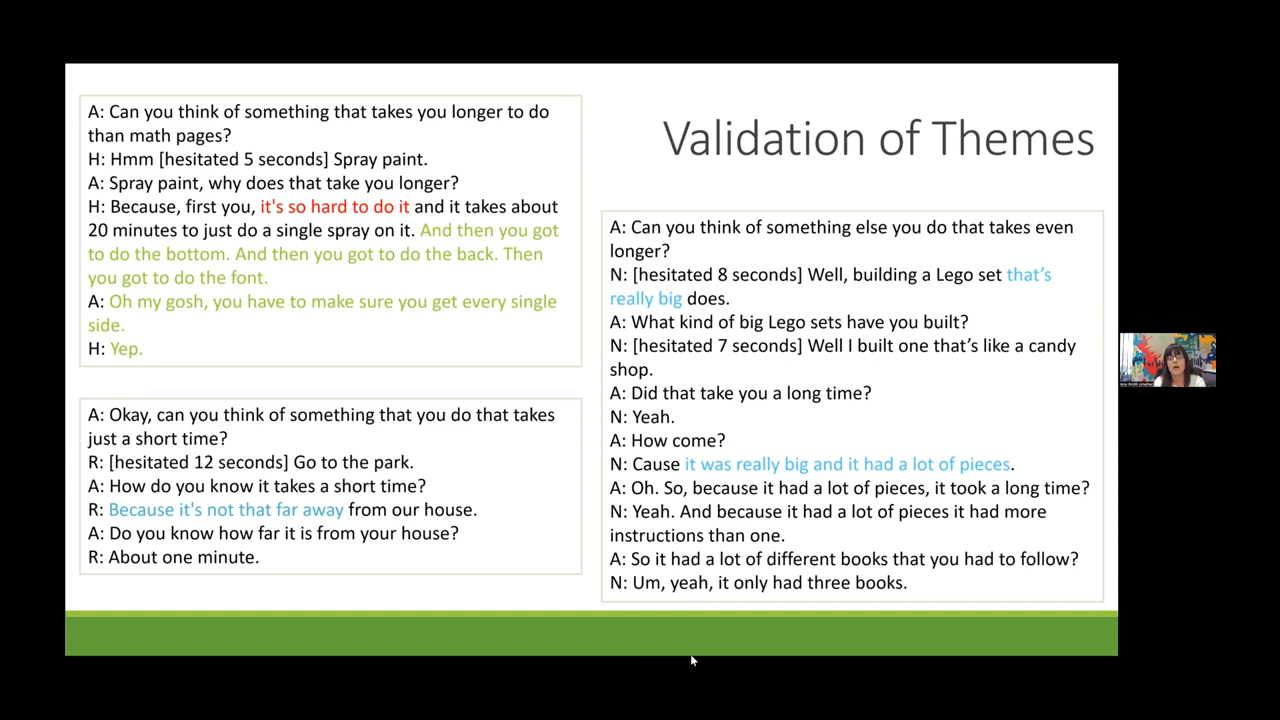 Validation of Themes
A: Can you think of something that takes you longer to do
than math pages?
H: Hmm [hesitated 5 seconds] Spray paint.
A: Spray paint, why does that take you longer?
H: Because, first you, it's so hard to do it and it takes about
20 minutes to just do a single spray on it. And then you got
to do the bottom. And then you got to do the back. Then
you got to do the font.
A: Oh my gosh, you have to make sure you get every single
side.
H: Yep.
A: Okay, can you think of something that you do that takes
just a short time?
R: [hesitated 12 seconds] Go to the park.
A: How do you know it takes a short time?
R: Because it's not that far away from our house.
A: Do you know how far it is from your house?
R: About one minute.
A: Can you think of something else you do that takes even
longer?
N: [hesitated 8 seconds] Well, building a Lego set that's
really big does.
A: What kind of big Lego sets have you built?
N: [hesitated 7 seconds] Well I built one that's like a candy
shop.
A: Did that take you a long time?
N: Yeah.
A: How come?
N: Cause it was really big and it had a lot of pieces.
A: Oh. So, because it had a lot of pieces, it took a long time?
N: Yeah. And because it had a lot of pieces it had more
instructions than one.
A: So it had a lot of different books that you had to follow?
N: Um, yeah, it only had three books.